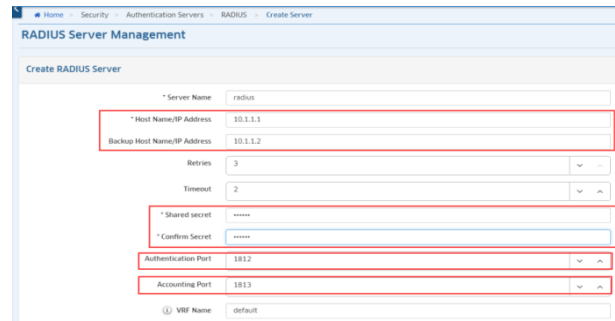 Home > Security > Authentication Servers > RADIUS > Create Server
RADIUS Server Management
Create RADIUS Server
* Server Name radius
* Host Name/IP Address 10.1.1.1
Backup Host Name/IP Address 10.1.1.2
Retries 3
Timeout 2
* Shared secret ••••••
* Confirm Secret ••••••
Authentication Port 1812
Accounting Port 1813
VRF Name default